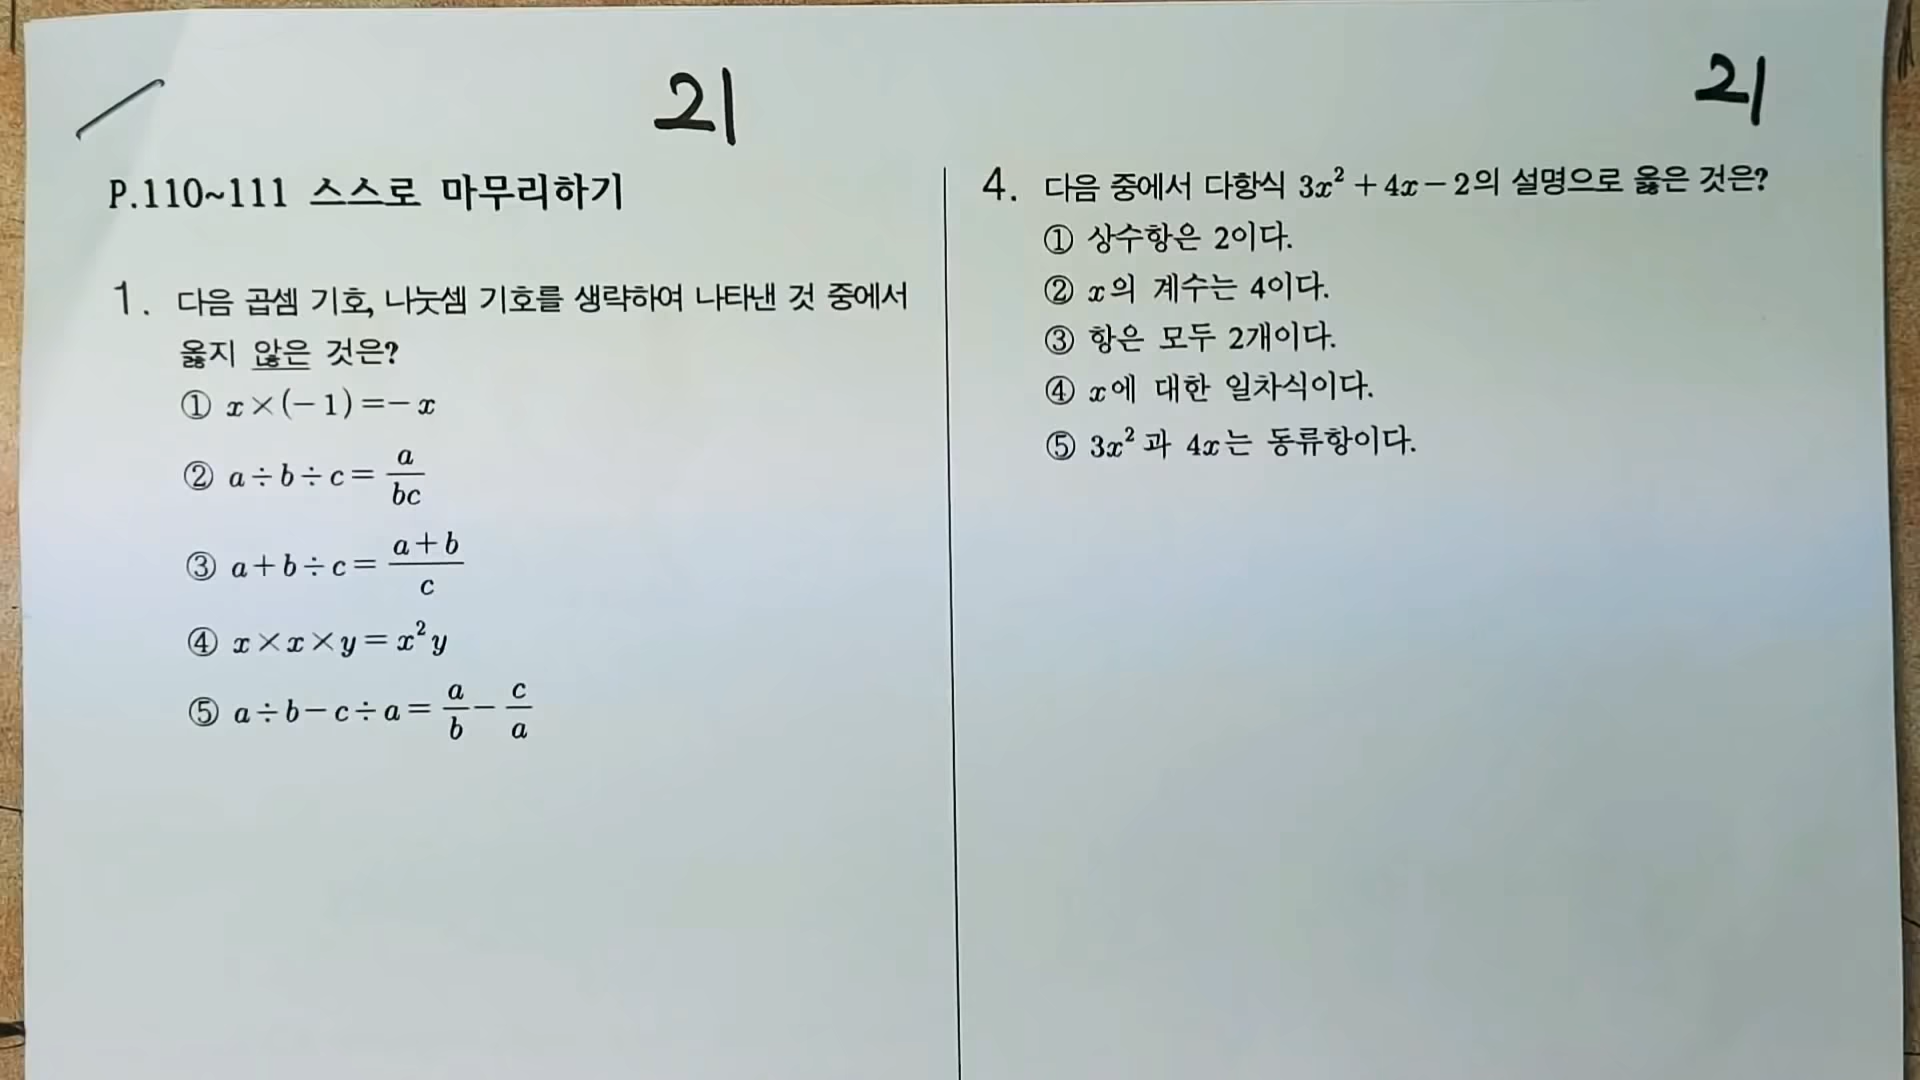 21
21
P.110~111 스스로 마무리하기
1. 다음 곱셈 기호, 나눗셈 기호를 생략하여 나타낸 것 중에서
옳지 않은 것은?
① x×(-1)=-x
② a÷b÷c=a/bc
③ a+b÷c=(a+b)/c
④ x×x×y=x²y
⑤ a÷b-c÷a=a/b-c/a
4. 다음 중에서 다항식 3x²+4x-2의 설명으로 옳은 것은?
① 상수항은 2이다.
② x의 계수는 4이다.
③ 항은 모두 2개이다.
④ x에 대한 일차식이다.
⑤ 3x²과 4x는 동류항이다.